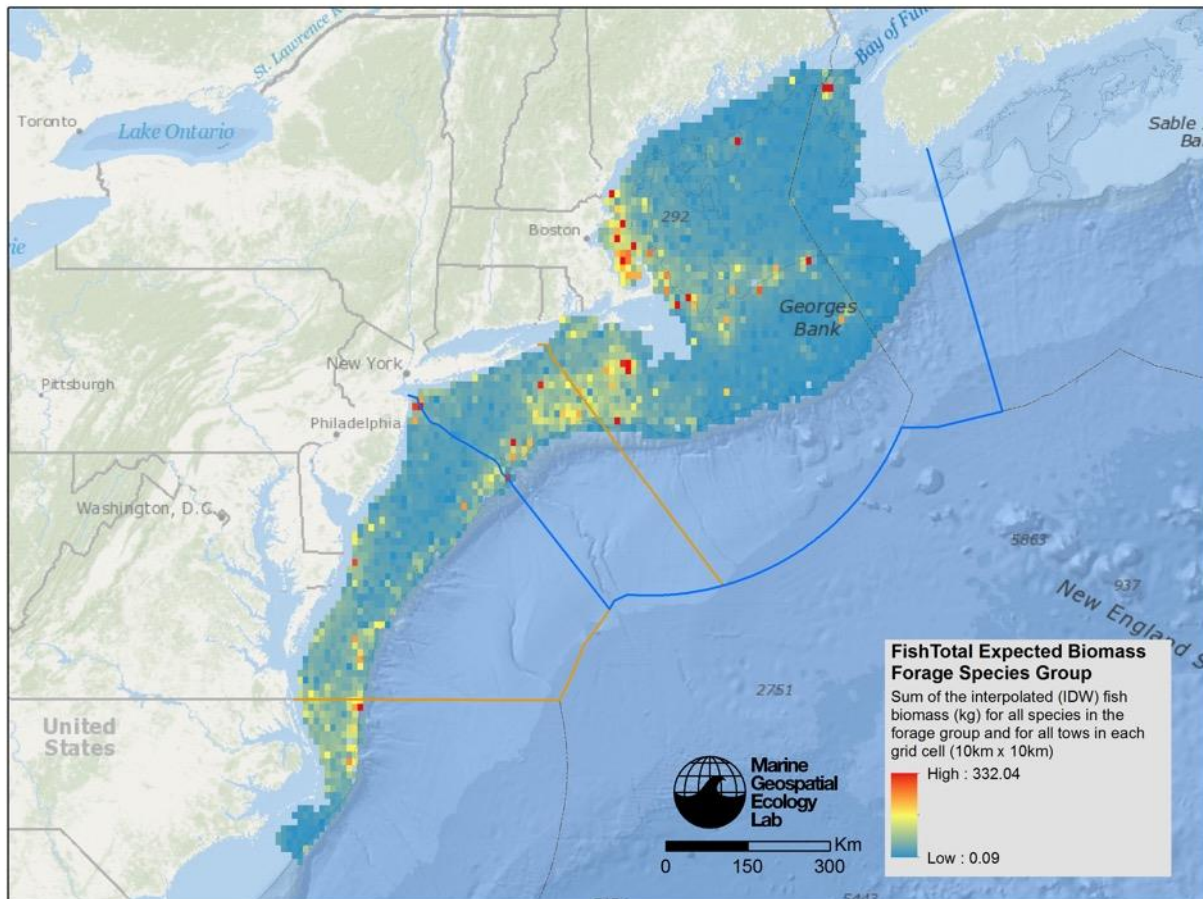 St. Lawrence R
Bay of Fun
Toronto
Lake Ontario
Sable
Ba
rie
292
Boston
Georges
Bank
New York
Pittsburgh
Philadelphia
Washington, D.C.
5863
937
New England S
2751
United
States
FishTotal Expected Biomass
Forage Species Group
Sum of the interpolated (IDW) fish
biomass (kg) for all species in the
forage group and for all tows in each
grid cell (10km x 10km)
High : 332.04
Low : 0.09
Marine
Geospatial
Ecology
Lab
Km
0 150 300
5443